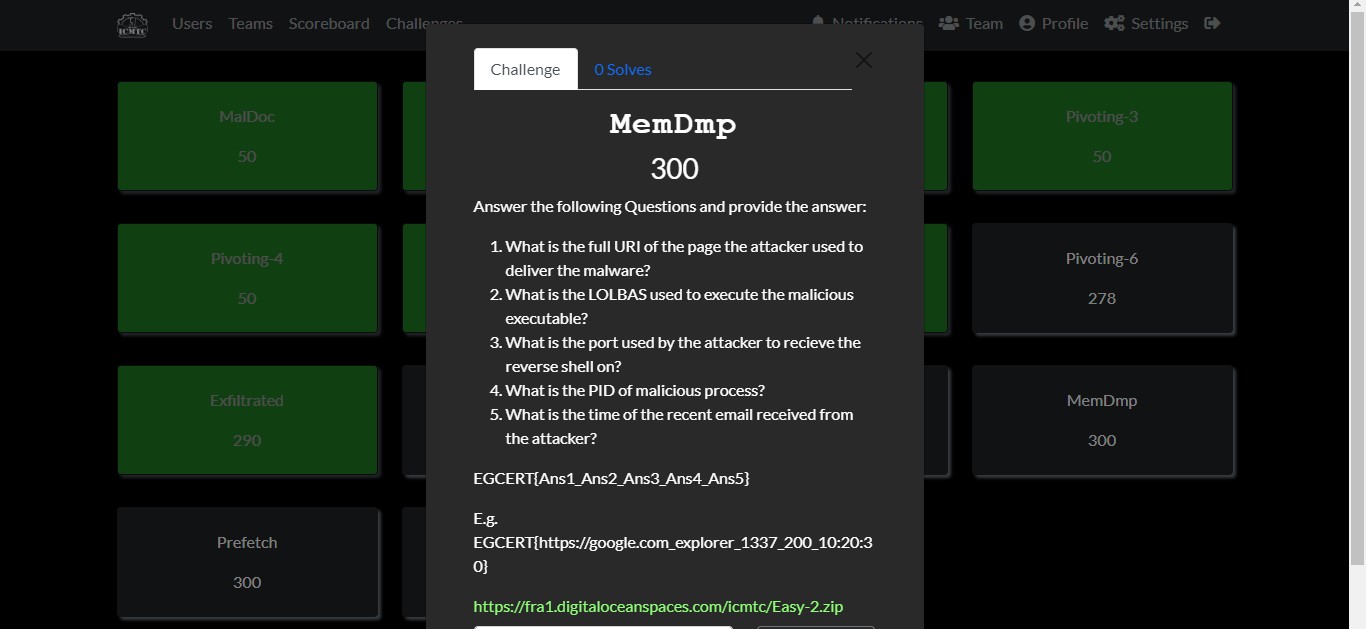 ICMTC Users Teams Scoreboard Challenges Notifications Team Profile Settings
Challenge 0 Solves
MemDmp
300
Answer the following Questions and provide the answer:
1. What is the full URI of the page the attacker used to
deliver the malware?
2. What is the LOLBAS used to execute the malicious
executable?
3. What is the port used by the attacker to recieve the
reverse shell on?
4. What is the PID of malicious process?
5. What is the time of the recent email received from
the attacker?
EGCERT{Ans1_Ans2_Ans3_Ans4_Ans5}
E.g.
EGCERT{https://google.com_explorer_1337_200_10:20:3
0}
https://fra1.digitaloceanspaces.com/icmtc/Easy-2.zip
MalDoc
50
Pivoting-3
50
Pivoting-4
50
Pivoting-6
278
Exfiltrated
290
MemDmp
300
Prefetch
300